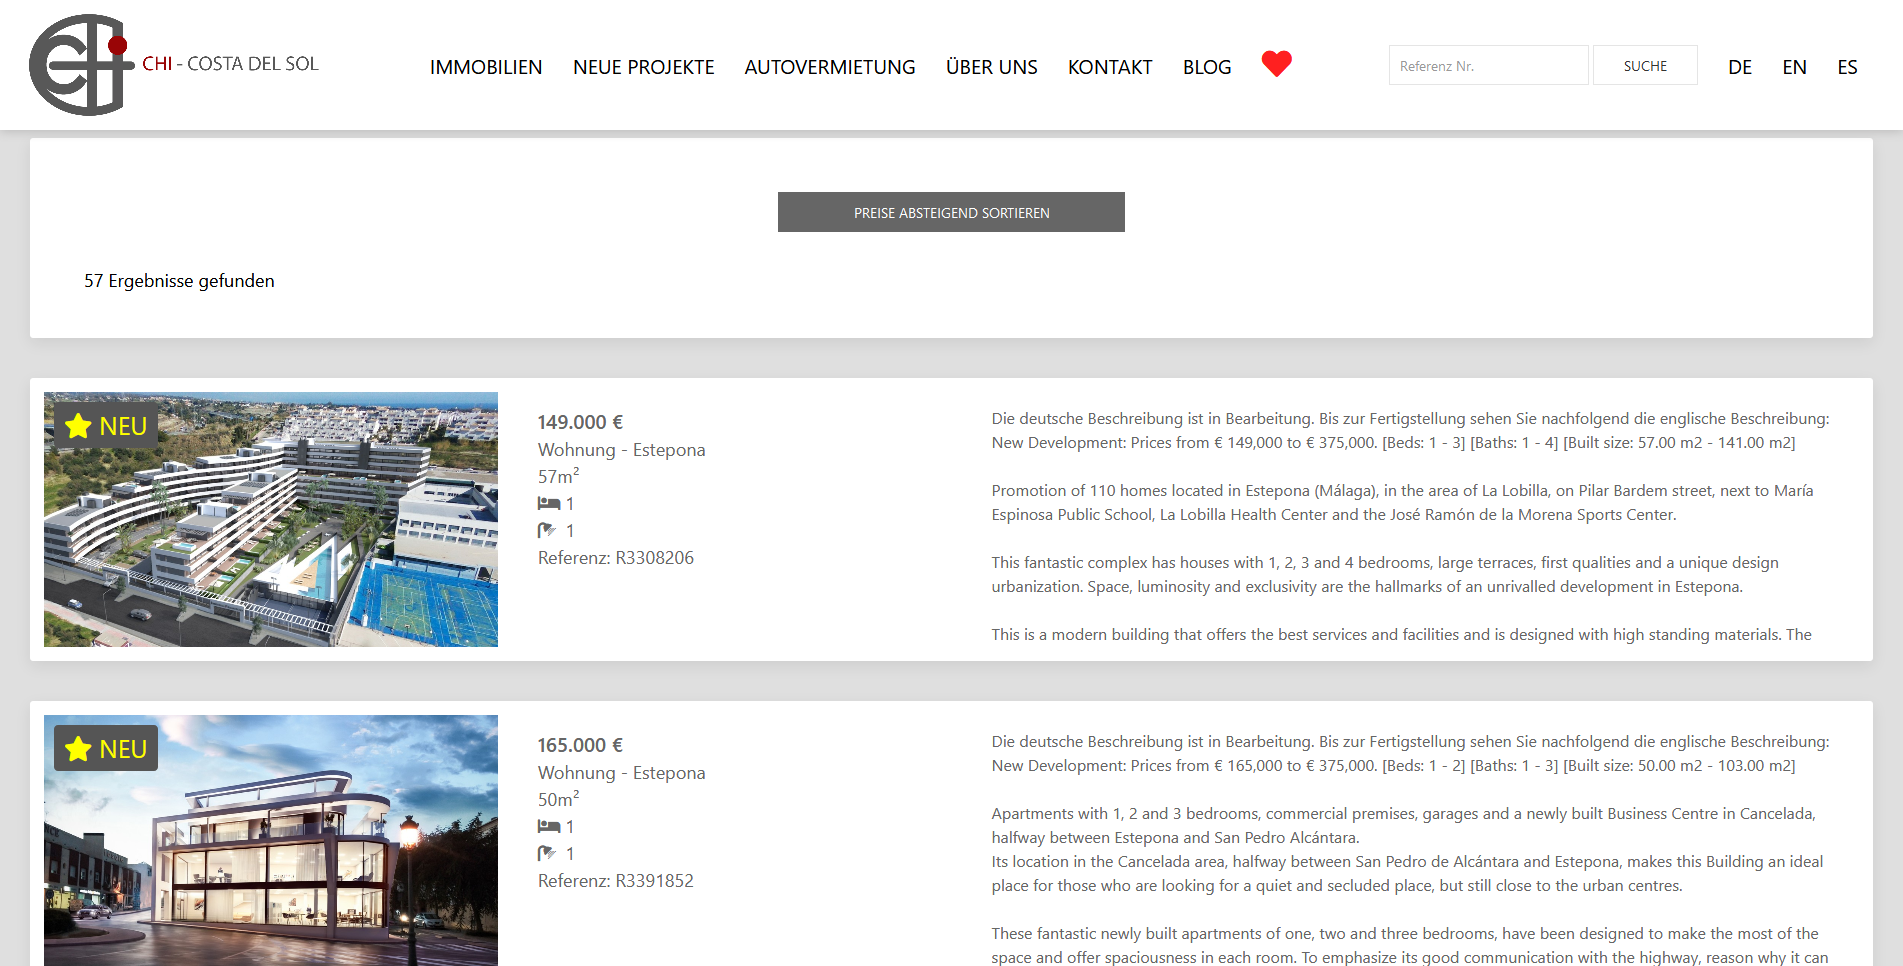 CHI - COSTA DEL SOL
IMMOBILIEN NEUE PROJEKTE AUTOVERMIETUNG ÜBER UNS KONTAKT BLOG
Referenz Nr. SUCHE DE EN ES
PREISE ABSTEIGEND SORTIEREN
57 Ergebnisse gefunden
NEU
149.000 €
Wohnung - Estepona
57m²
1
1
Referenz: R3308206
Die deutsche Beschreibung ist in Bearbeitung. Bis zur Fertigstellung sehen Sie nachfolgend die englische Beschreibung:
New Development: Prices from € 149,000 to € 375,000. [Beds: 1 - 3] [Baths: 1 - 4] [Built size: 57.00 m2 - 141.00 m2]
Promotion of 110 homes located in Estepona (Málaga), in the area of La Lobilla, on Pilar Bardem street, next to María
Espinosa Public School, La Lobilla Health Center and the José Ramón de la Morena Sports Center.
This fantastic complex has houses with 1, 2, 3 and 4 bedrooms, large terraces, first qualities and a unique design
urbanization. Space, luminosity and exclusivity are the hallmarks of an unrivalled development in Estepona.
This is a modern building that offers the best services and facilities and is designed with high standing materials. The
NEU
165.000 €
Wohnung - Estepona
50m²
1
1
Referenz: R3391852
Die deutsche Beschreibung ist in Bearbeitung. Bis zur Fertigstellung sehen Sie nachfolgend die englische Beschreibung:
New Development: Prices from € 165,000 to € 375,000. [Beds: 1 - 2] [Baths: 1 - 3] [Built size: 50.00 m2 - 103.00 m2]
Apartments with 1, 2 and 3 bedrooms, commercial premises, garages and a newly built Business Centre in Cancelada,
halfway between Estepona and San Pedro Alcántara.
Its location in the Cancelada area, halfway between San Pedro de Alcántara and Estepona, makes this Building an ideal
place for those who are looking for a quiet and secluded place, but still close to the urban centres.
These fantastic newly built apartments of one, two and three bedrooms, have been designed to make the most of the
space and offer spaciousness in each room. To emphasize its good communication with the highway, reason why it can